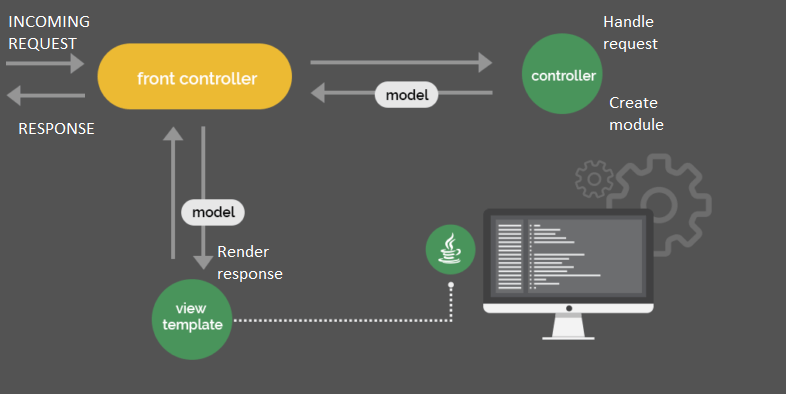 INCOMING
REQUEST
front controller
RESPONSE
model
controller
Handle
request
Create
module
model
Render
response
view
template